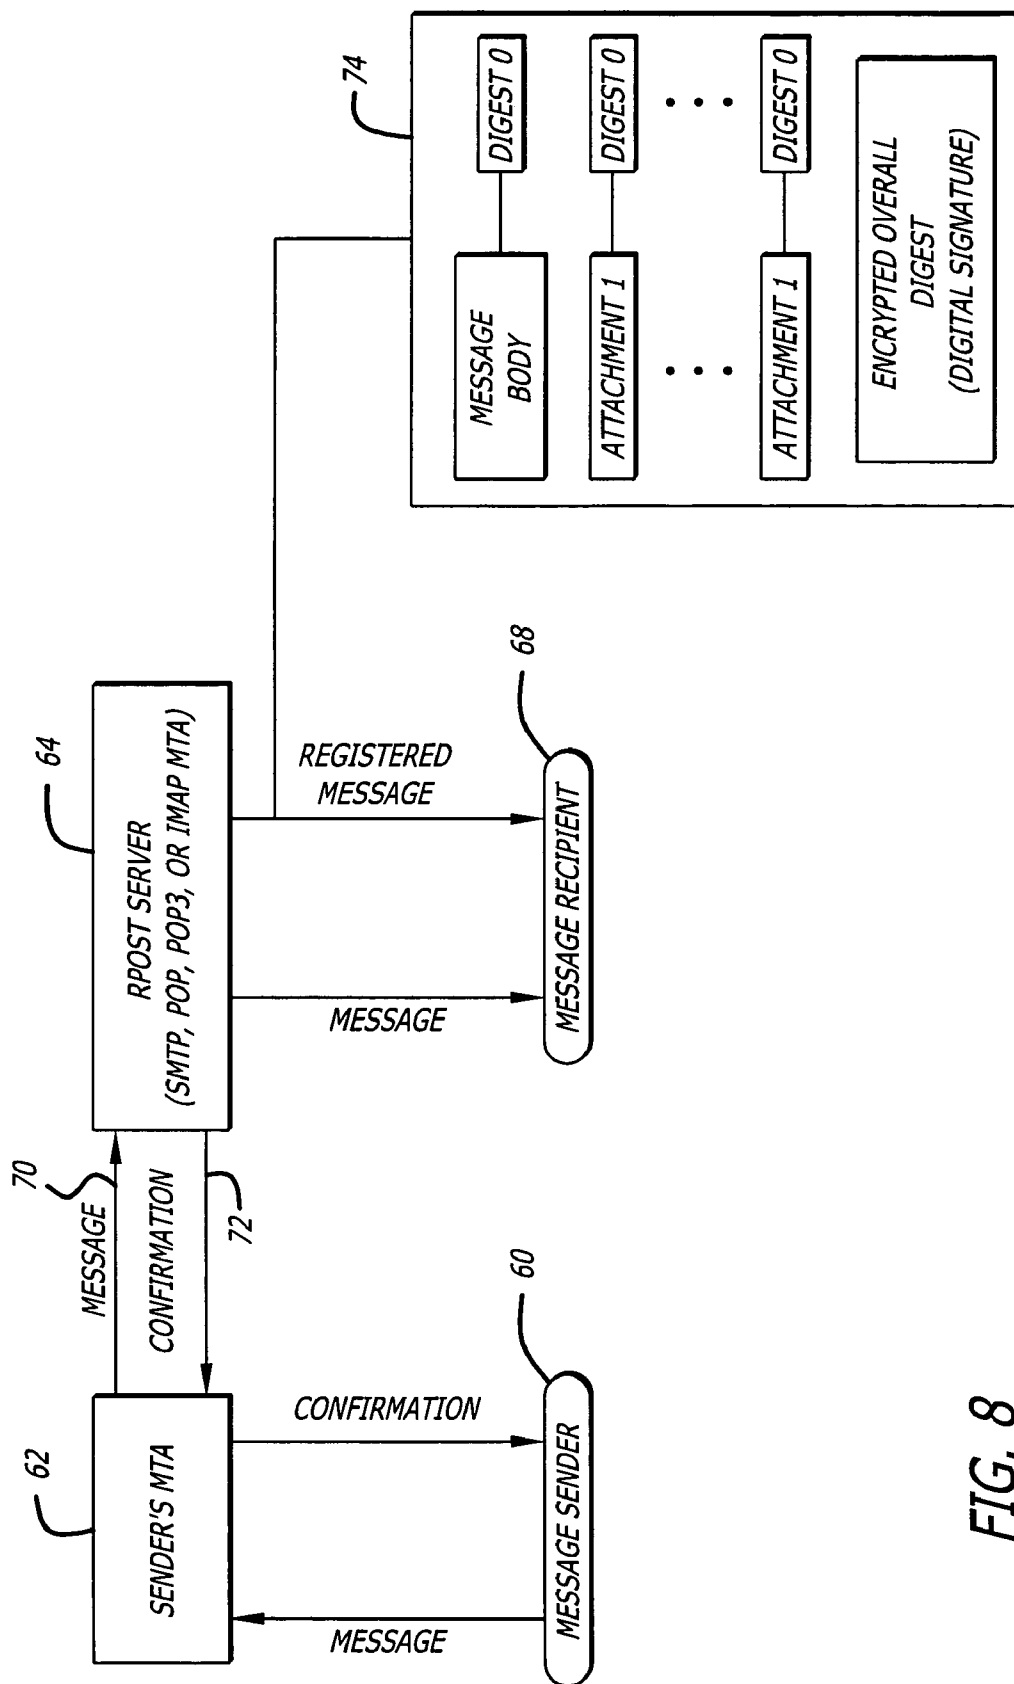 62
SENDER'S MTA
MESSAGE
70
CONFIRMATION
72
64
RPOST SERVER
(SMTP, POP, POP3, OR IMAP MTA)
MESSAGE
CONFIRMATION
60
MESSAGE SENDER
MESSAGE
REGISTERED
MESSAGE
68
MESSAGE RECIPIENT
74
MESSAGE
BODY
DIGEST 0
ATTACHMENT 1
DIGEST 0
ATTACHMENT 1
DIGEST 0
ENCRYPTED OVERALL
DIGEST
(DIGITAL SIGNATURE)
FIG. 8